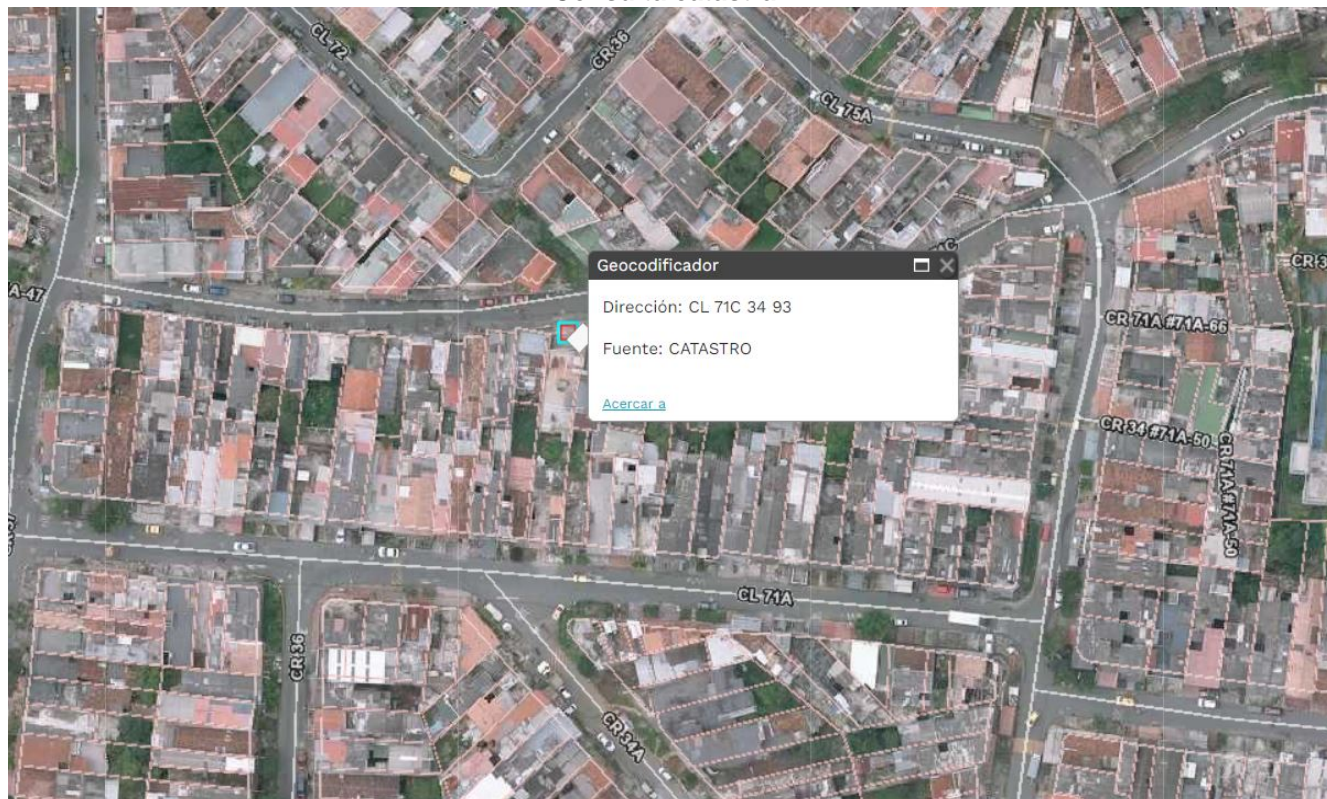 CL 72
CR 36
CL 75A
Geocodificador
Dirección: CL 71C 34 93
Fuente: CATASTRO
Acercar a
A-47
CR 3
CR 71A #71A-66
CR 34 #71A-50
CR 71A #71A-50
CL 71A
CR 36
CR 34A